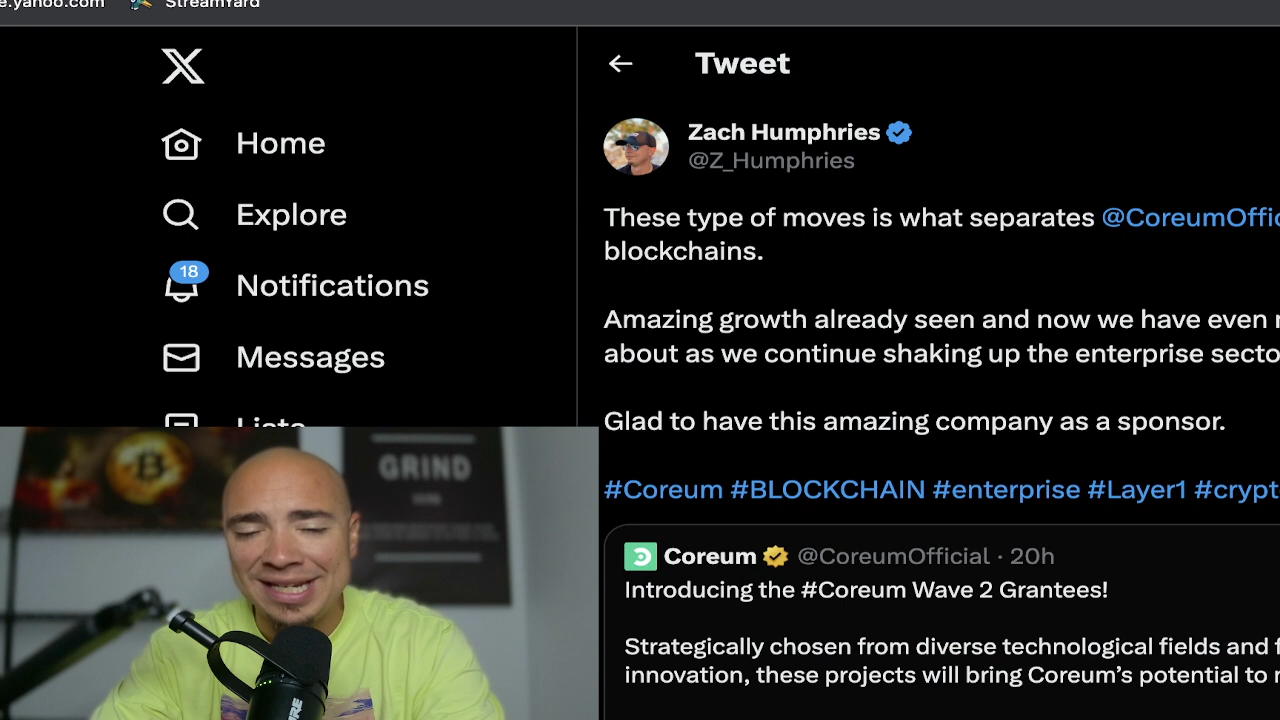 e.yahoo.com StreamYard
X
Home
Explore
18
Notifications
Messages
Lists
Tweet
Zach Humphries
@Z_Humphries
These type of moves is what separates @CoreumOffic
blockchains.
Amazing growth already seen and now we have even
about as we continue shaking up the enterprise secto
Glad to have this amazing company as a sponsor.
#Coreum #BLOCKCHAIN #enterprise #Layer1 #crypt
Coreum @CoreumOfficial · 20h
Introducing the #Coreum Wave 2 Grantees!
Strategically chosen from diverse technological fields and f
innovation, these projects will bring Coreum’s potential to r
GRIND